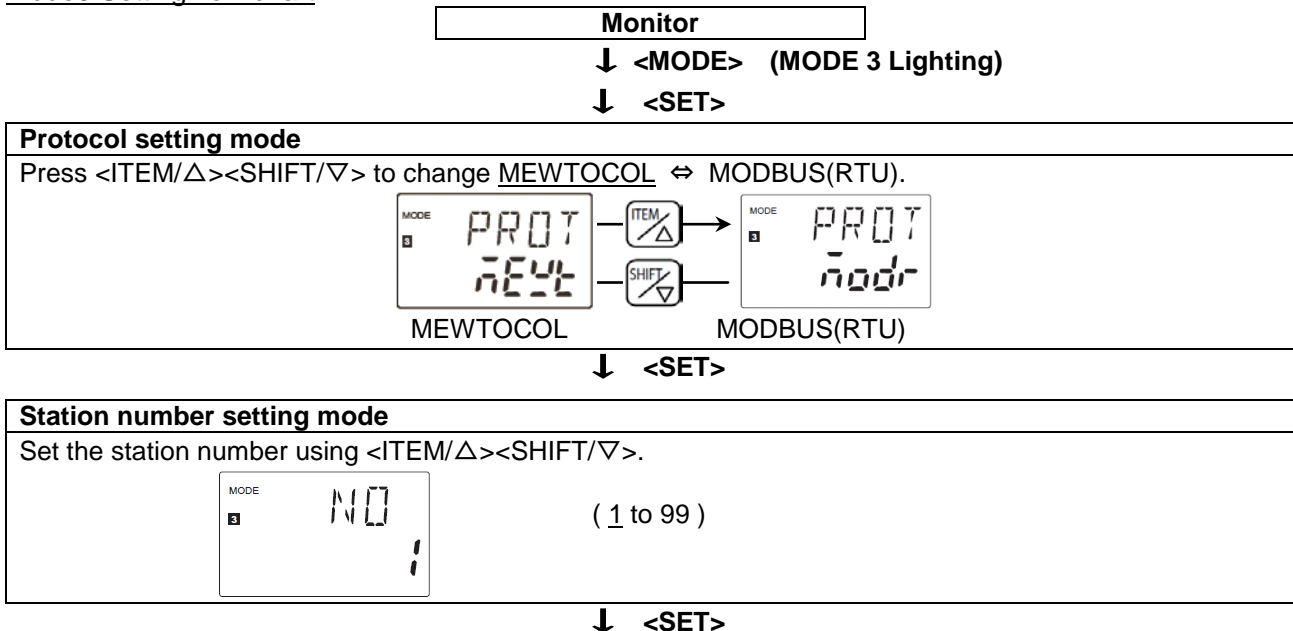 Monitor
↓ <MODE> (MODE 3 Lighting)
↓ <SET>
Protocol setting mode
Press <ITEM/△><SHIFT/▽> to change MEWTOCOL ⇔ MODBUS(RTU).
MODE 3 PROT ITEM/△ MODE 3 PROT
SHIFT/▽ modr
MEWTOCOL MODBUS(RTU)
↓ <SET>
Station number setting mode
Set the station number using <ITEM/△><SHIFT/▽>.
MODE 3 NO
1
( 1 to 99 )
↓ <SET>